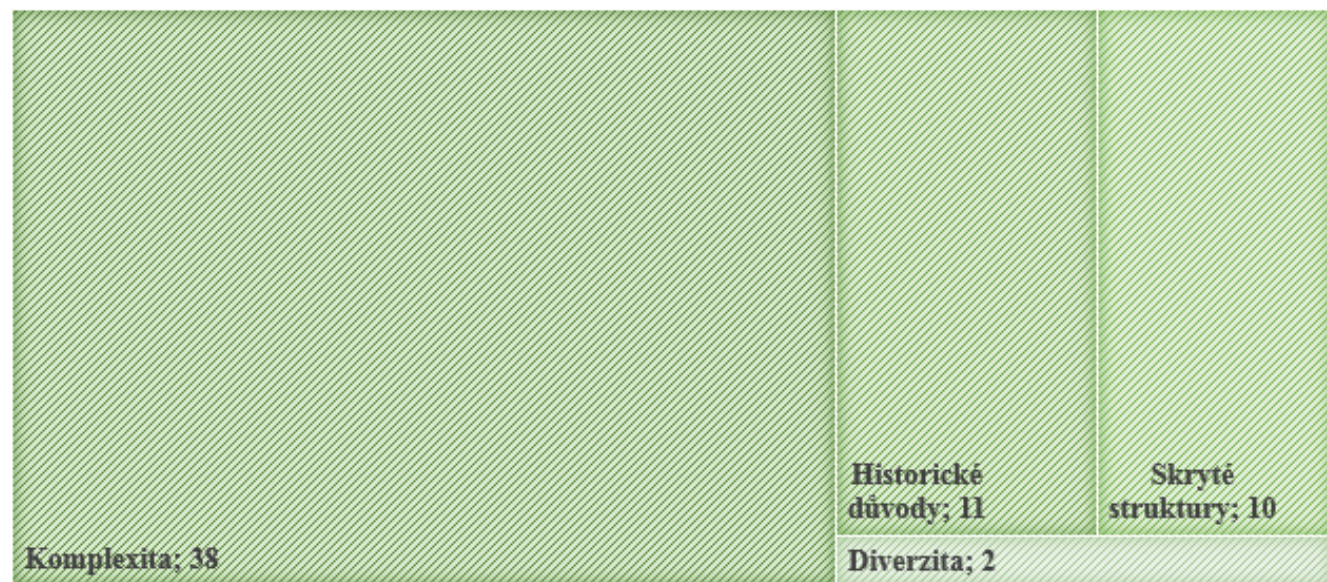 Komplexita; 38
Historické
důvody; 11
Skryté
struktury; 10
Diverzita; 2